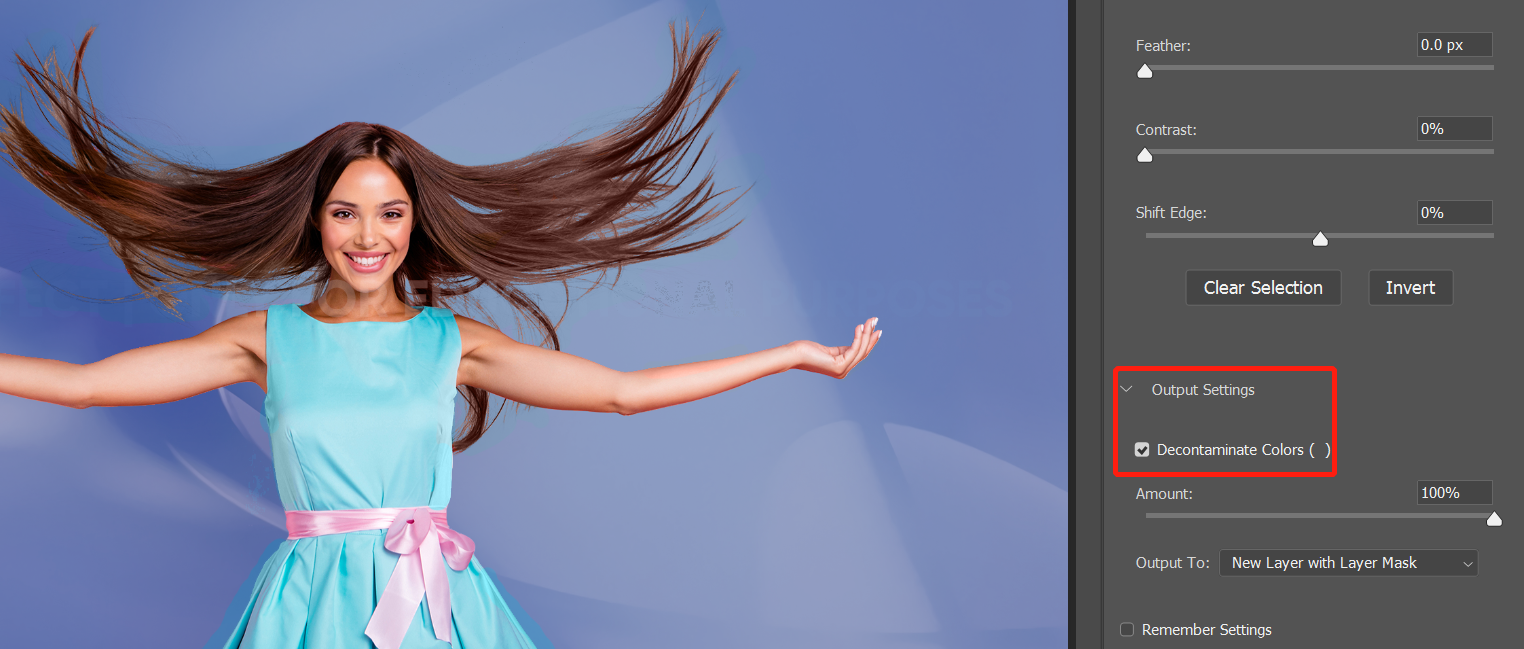 Feather:
0.0 px
Contrast:
0%
Shift Edge:
0%
Clear Selection
Invert
Output Settings
Decontaminate Colors ( )
Amount:
100%
Output To:
New Layer with Layer Mask
Remember Settings